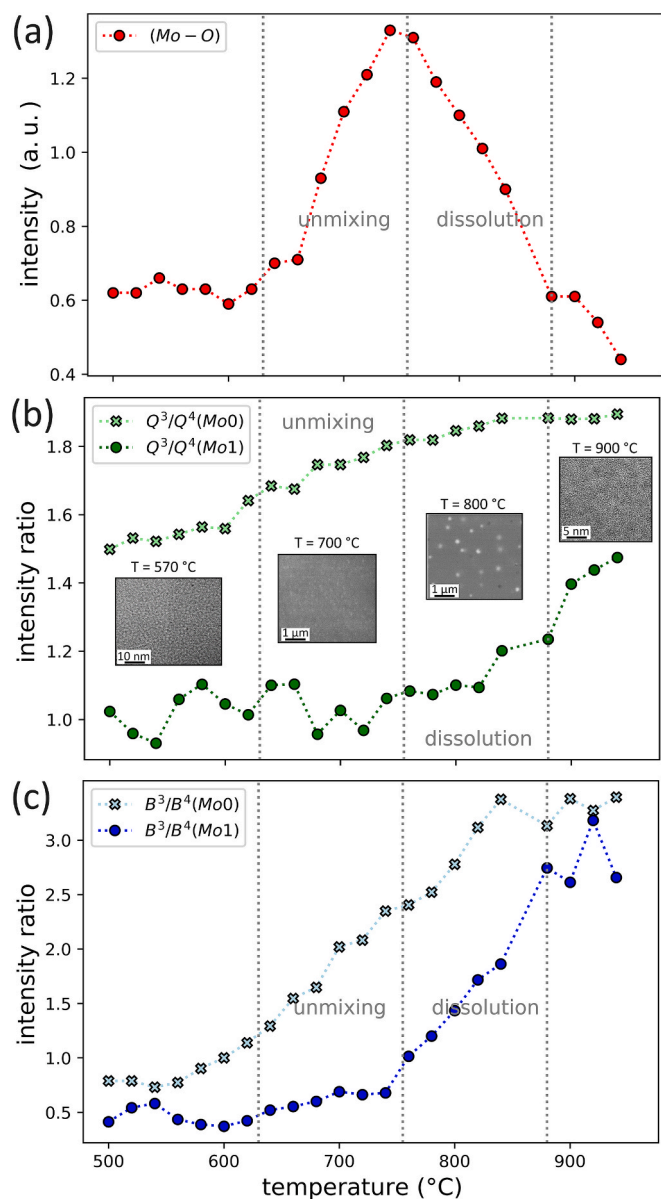 (a)
(Mo − O)
1.2
1.0
0.8
0.6
0.4
intensity (a. u.)
unmixing
dissolution
(b)
Q³/Q⁴(Mo0)
Q³/Q⁴(Mo1)
unmixing
1.8
1.6
1.4
1.2
1.0
intensity ratio
T = 570 °C
10 nm
T = 700 °C
1 µm
T = 800 °C
1 µm
T = 900 °C
5 nm
dissolution
(c)
B³/B⁴(Mo0)
B³/B⁴(Mo1)
3.0
2.5
2.0
1.5
1.0
0.5
intensity ratio
unmixing
dissolution
500 600 700 800 900
temperature (°C)